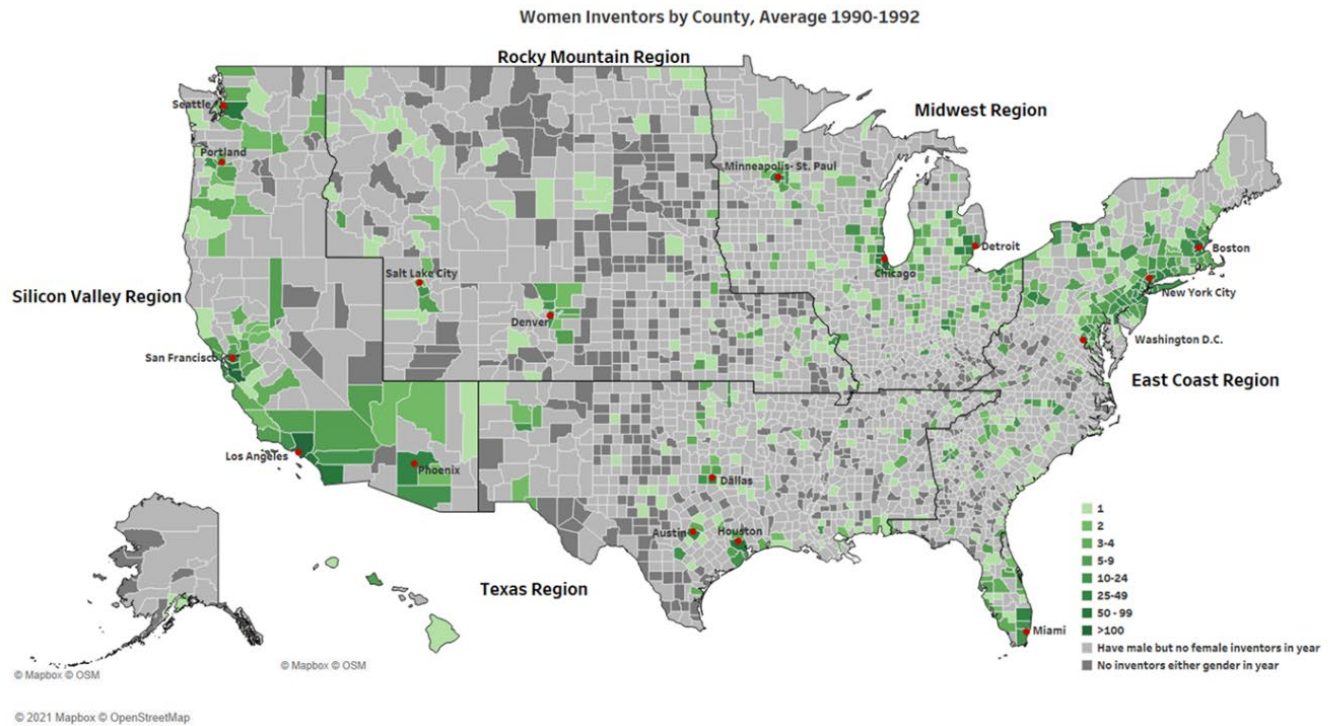 Women Inventors by County, Average 1990-1992
Rocky Mountain Region
Seattle
Midwest Region
Portland
Minneapolis- St. Paul
Detroit
Boston
Chicago
Salt Lake City
Silicon Valley Region
New York City
Denver
Washington D.C.
San Francisco
East Coast Region
Los Angeles
Phoenix
Dallas
Austin
Houston
Texas Region
Miami
1
2
3-4
5-9
10-24
25-49
50 - 99
>100
Have male but no female inventors in year
No inventors either gender in year
© Mapbox © OSM
© Mapbox © OSM
© 2021 Mapbox © OpenStreetMap